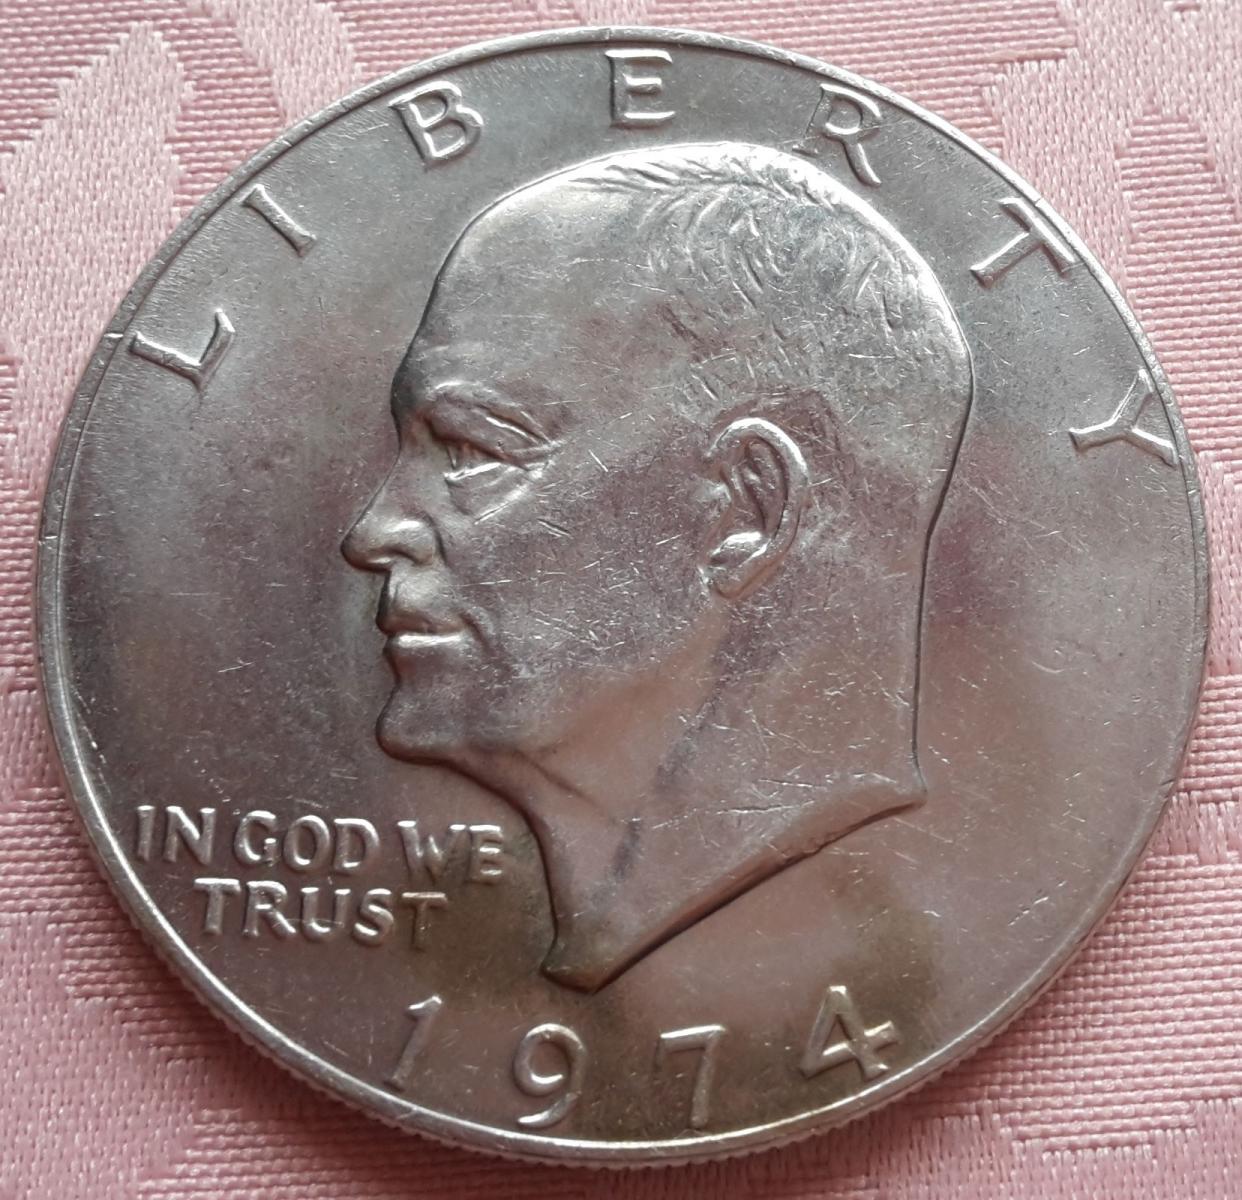 LIBERTY
IN GOD WE
TRUST
1974